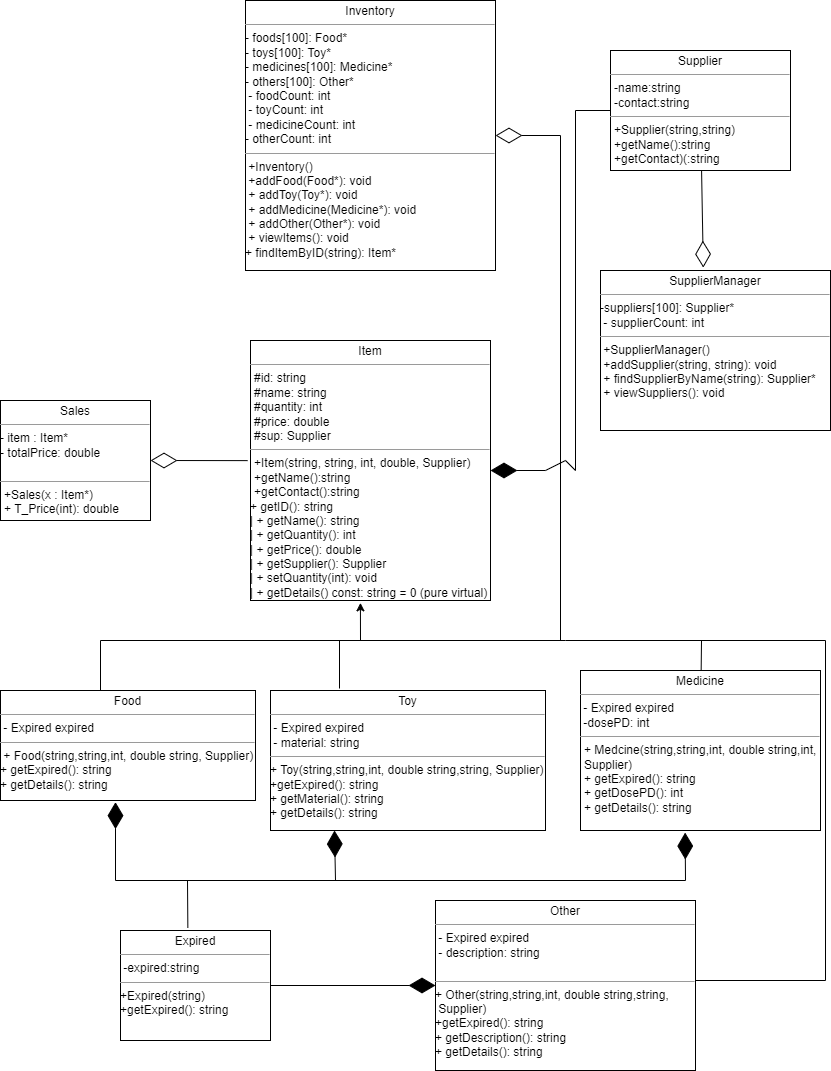 Inventory
- foods[100]: Food*
- toys[100]: Toy*
- medicines[100]: Medicine*
- others[100]: Other*
- foodCount: int
- toyCount: int
- medicineCount: int
- otherCount: int
+Inventory()
+addFood(Food*): void
+ addToy(Toy*): void
+ addMedicine(Medicine*): void
+ addOther(Other*): void
+ viewItems(): void
+ findItemByID(string): Item*
Supplier
-name:string
-contact:string
+Supplier(string,string)
+getName():string
+getContact)(:string
SupplierManager
-suppliers[100]: Supplier*
- supplierCount: int
+SupplierManager()
+addSupplier(string, string): void
+ findSupplierByName(string): Supplier*
+ viewSuppliers(): void
Item
#id: string
#name: string
#quantity: int
#price: double
#sup: Supplier
+Item(string, string, int, double, Supplier)
+getName():string
+getContact():string
+ getID(): string
| + getName(): string
| + getQuantity(): int
| + getPrice(): double
| + getSupplier(): Supplier
| + setQuantity(int): void
| + getDetails() const: string = 0 (pure virtual)
Sales
- item : Item*
- totalPrice: double
+Sales(x : Item*)
+ T_Price(int): double
Food
- Expired expired
+ Food(string,string,int, double string, Supplier)
+ getExpired(): string
+ getDetails(): string
Toy
- Expired expired
- material: string
+ Toy(string,string,int, double string,string, Supplier)
+getExpired(): string
+ getMaterial(): string
+ getDetails(): string
Medicine
- Expired expired
-dosePD: int
+ Medcine(string,string,int, double string,int,
Supplier)
+ getExpired(): string
+ getDosePD(): int
+ getDetails(): string
Expired
-expired:string
+Expired(string)
+getExpired(): string
Other
- Expired expired
- description: string
+ Other(string,string,int, double string,string,
Supplier)
+getExpired(): string
+ getDescription(): string
+ getDetails(): string